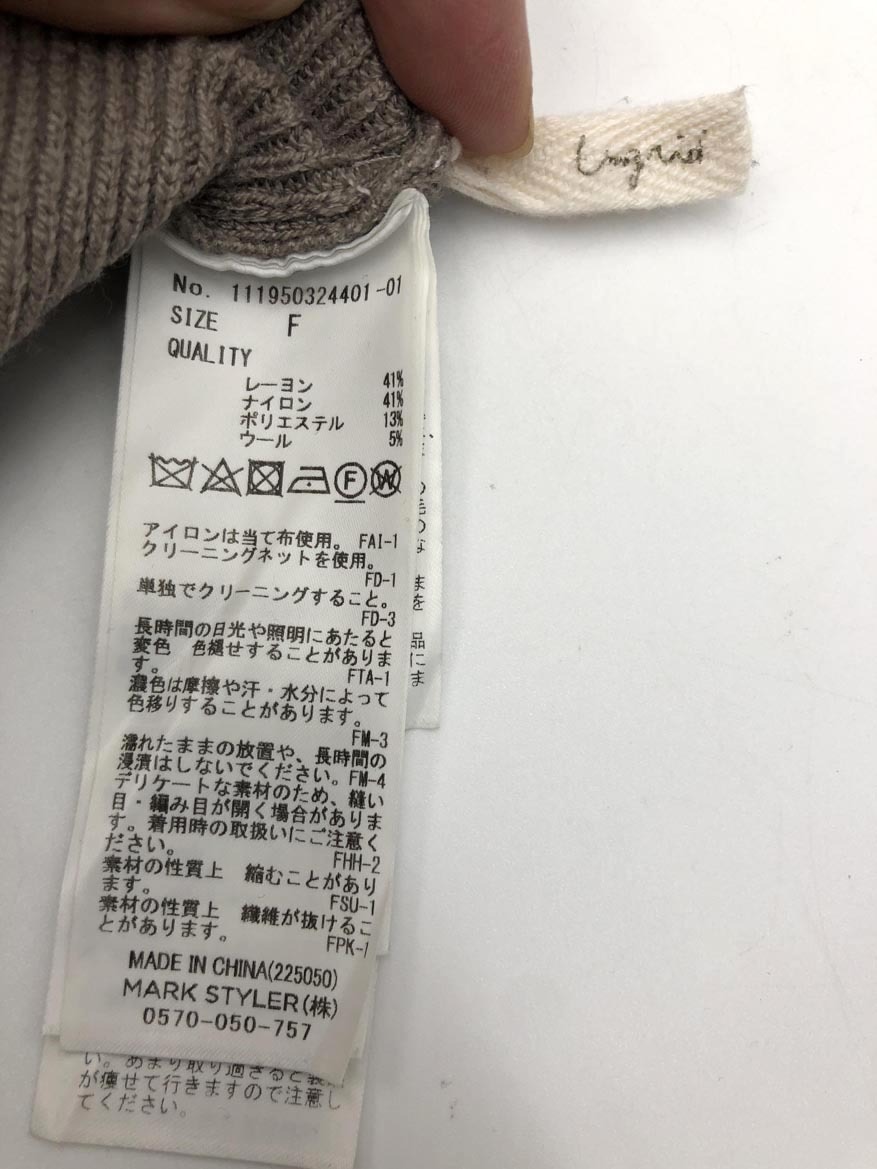 Ungrid
No. 111950324401-01
SIZE F
QUALITY
レーヨン 41%
ナイロン 41%
ポリエステル 13%
ウール 5%
F
W
アイロンは当て布使用。 FAI-1
クリーニングネットを使用。
FD-1
単独でクリーニングすること。
FD-3
長時間の日光や照明にあたると
変色 色褪せすることがありま
す。
FTA-1
濃色は摩擦や汗・水分によって
色移りすることがあります。
FM-3
濡れたままの放置や、長時間の
浸漬はしないでください。FM-4
デリケートな素材のため、縫い
目・編み目が開く場合がありま
す。着用時の取扱いにご注意く
ださい。
FHH-2
素材の性質上 縮むことがあり
ます。
FSU-1
素材の性質上 繊維が抜けるこ
とがあります。
FPK-1
MADE IN CHINA(225050)
MARK STYLER(株)
0570-050-757
い。あまり取り過ぎると
が痩せて行きますので注意し
てください。